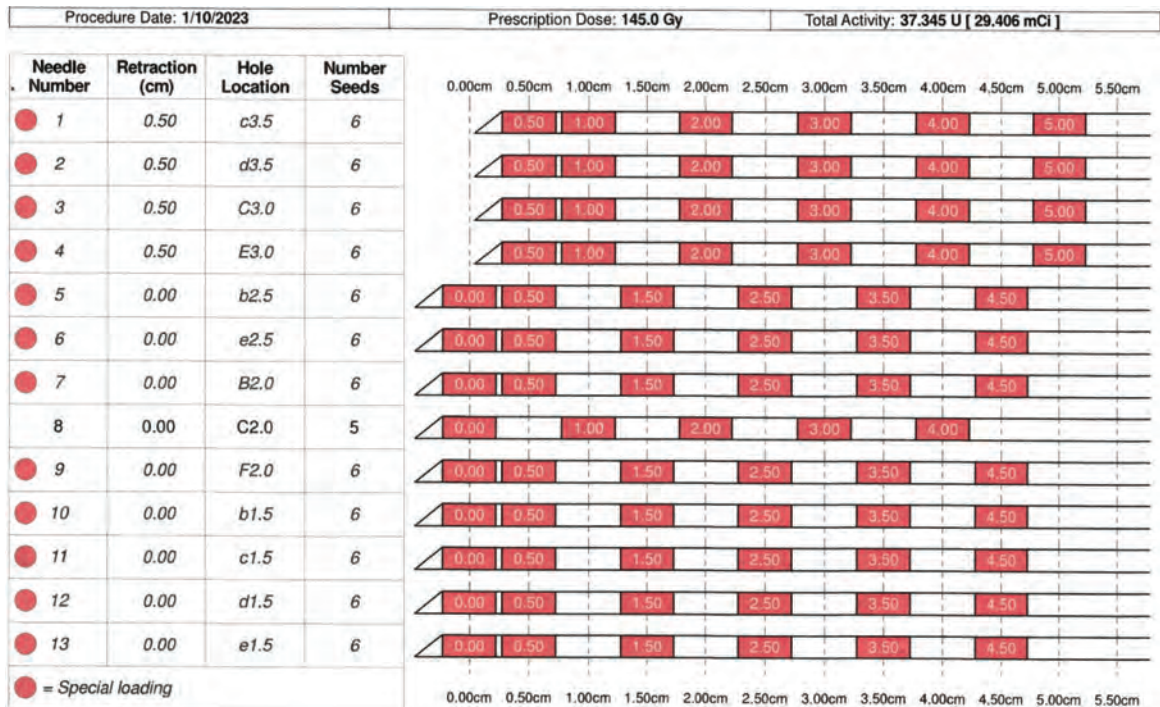 Procedure Date: 1/10/2023 Prescription Dose: 145.0 Gy Total Activity: 37.345 U [ 29.406 mCi ]
Needle Number Retraction (cm) Hole Location Number Seeds 0.00cm 0.50cm 1.00cm 1.50cm 2.00cm 2.50cm 3.00cm 3.50cm 4.00cm 4.50cm 5.00cm 5.50cm
1 0.50 c3.5 6 0.50 1.00 2.00 3.00 4.00 5.00
2 0.50 d3.5 6 0.50 1.00 2.00 3.00 4.00 5.00
3 0.50 C3.0 6 0.50 1.00 2.00 3.00 4.00 5.00
4 0.50 E3.0 6 0.50 1.00 2.00 3.00 4.00 5.00
5 0.00 b2.5 6 0.00 0.50 1.50 2.50 3.50 4.50
6 0.00 e2.5 6 0.00 0.50 1.50 2.50 3.50 4.50
7 0.00 B2.0 6 0.00 0.50 1.50 2.50 3.50 4.50
8 0.00 C2.0 5 0.00 1.00 2.00 3.00 4.00
9 0.00 F2.0 6 0.00 0.50 1.50 2.50 3.50 4.50
10 0.00 b1.5 6 0.00 0.50 1.50 2.50 3.50 4.50
11 0.00 c1.5 6 0.00 0.50 1.50 2.50 3.50 4.50
12 0.00 d1.5 6 0.00 0.50 1.50 2.50 3.50 4.50
13 0.00 e1.5 6 0.00 0.50 1.50 2.50 3.50 4.50
= Special loading
0.00cm 0.50cm 1.00cm 1.50cm 2.00cm 2.50cm 3.00cm 3.50cm 4.00cm 4.50cm 5.00cm 5.50cm